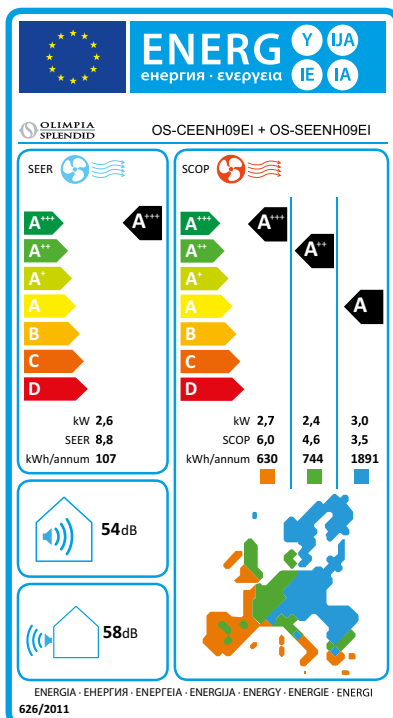 ENERG Y IJA
енергия · ενεργεια IE IA
OLIMPIA
SPLENDID
OS-CEENH09EI + OS-SEENH09EI
SEER
SCOP
A+++ A+++
A++
A+
A
B
C
D
A+++ A+++
A++ A++
A+
A A
B
C
D
kW 2,6
SEER 8,8
kWh/annum 107
kW 2,7 2,4 3,0
SCOP 6,0 4,6 3,5
kWh/annum 630 744 1891
54dB
58dB
ENERGIA · ЕНЕРГИЯ · ΕΝΕΡΓΕΙΑ · ENERGIJA · ENERGY · ENERGIE · ENERGI
626/2011